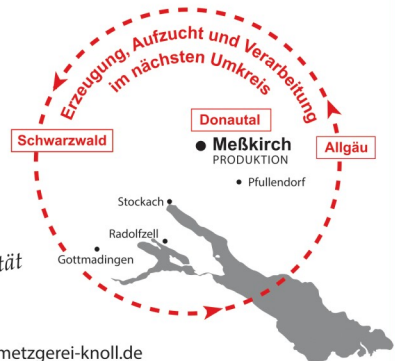 Erzeugung, Aufzucht und Verarbeitung
im nächsten Umkreis
Donautal
Schwarzwald
Meßkirch
PRODUKTION
Allgäu
Pfullendorf
Stockach
Radolfzell
Gottmadingen
tät
metzgerei-knoll.de